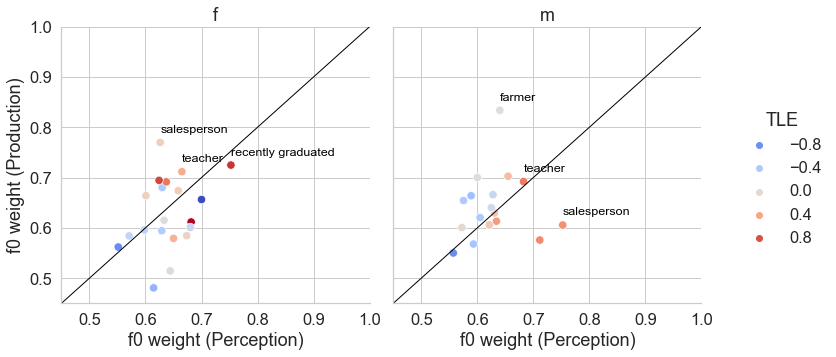 f
m
1.0
0.9
0.8
0.7
0.6
0.5
f0 weight (Production)
salesperson
teacher
recently graduated
farmer
teacher
salesperson
TLE
−0.8
−0.4
0.0
0.4
0.8
0.5 0.6 0.7 0.8 0.9 1.0
0.5 0.6 0.7 0.8 0.9 1.0
f0 weight (Perception)
f0 weight (Perception)